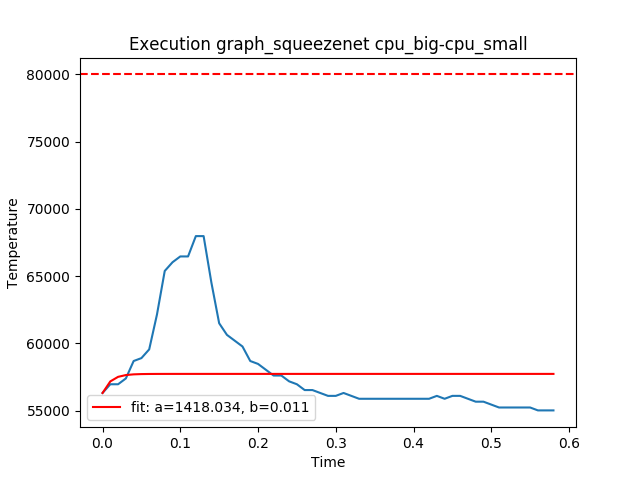 Execution graph_squeezenet cpu_big-cpu_small
Temperature
80000
75000
70000
65000
60000
55000
fit: a=1418.034, b=0.011
0.0 0.1 0.2 0.3 0.4 0.5 0.6
Time